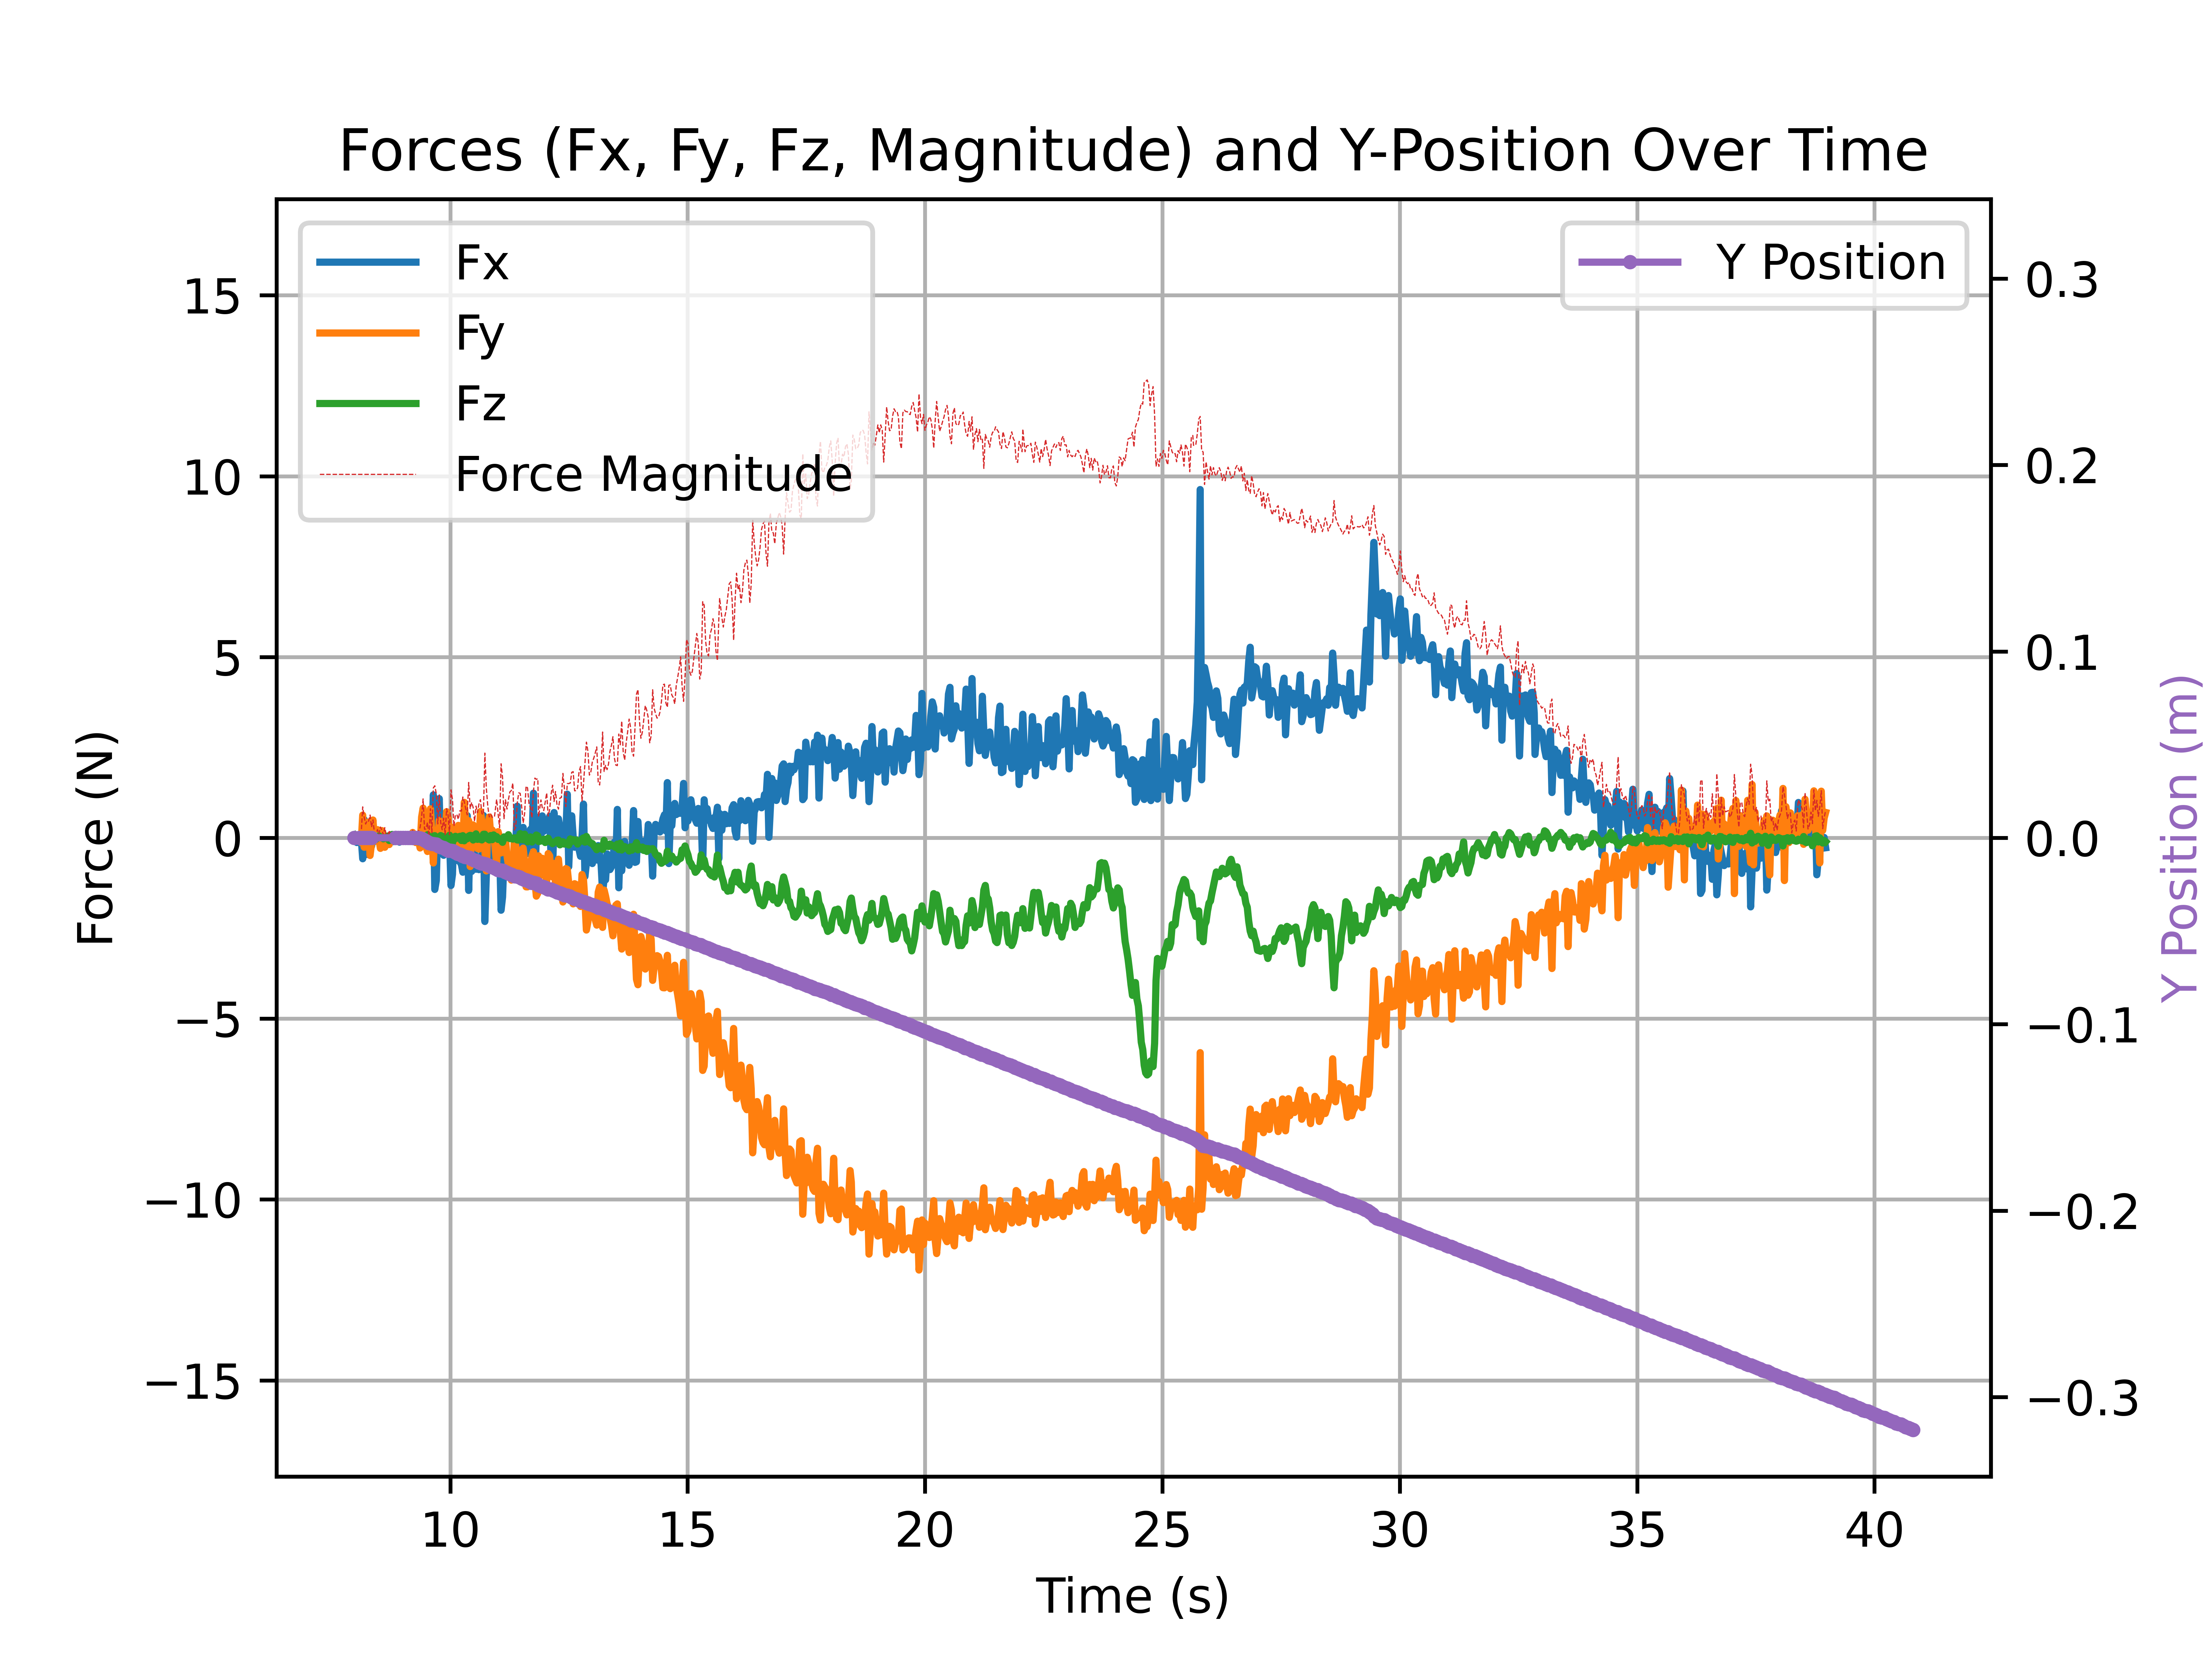 Forces (Fx, Fy, Fz, Magnitude) and Y-Position Over Time
Fx
Fy
Fz
Force Magnitude
Y Position
15
10
5
0
−5
−10
−15
Force (N)
0.3
0.2
0.1
0.0
−0.1
−0.2
−0.3
Y Position (m)
10 15 20 25 30 35 40
Time (s)